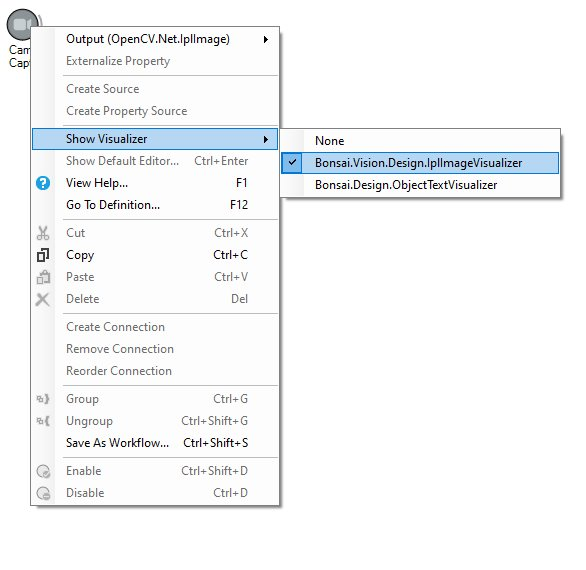 Cam
Capt
Output (OpenCV.Net.IplImage)
Externalize Property
Create Source
Create Property Source
Show Visualizer
Show Default Editor... Ctrl+Enter
View Help... F1
Go To Definition... F12
Cut Ctrl+X
Copy Ctrl+C
Paste Ctrl+V
Delete Del
Create Connection
Remove Connection
Reorder Connection
Group Ctrl+G
Ungroup Ctrl+Shift+G
Save As Workflow... Ctrl+Shift+S
Enable Ctrl+Shift+D
Disable Ctrl+D
None
Bonsai.Vision.Design.IplImageVisualizer
Bonsai.Design.ObjectTextVisualizer